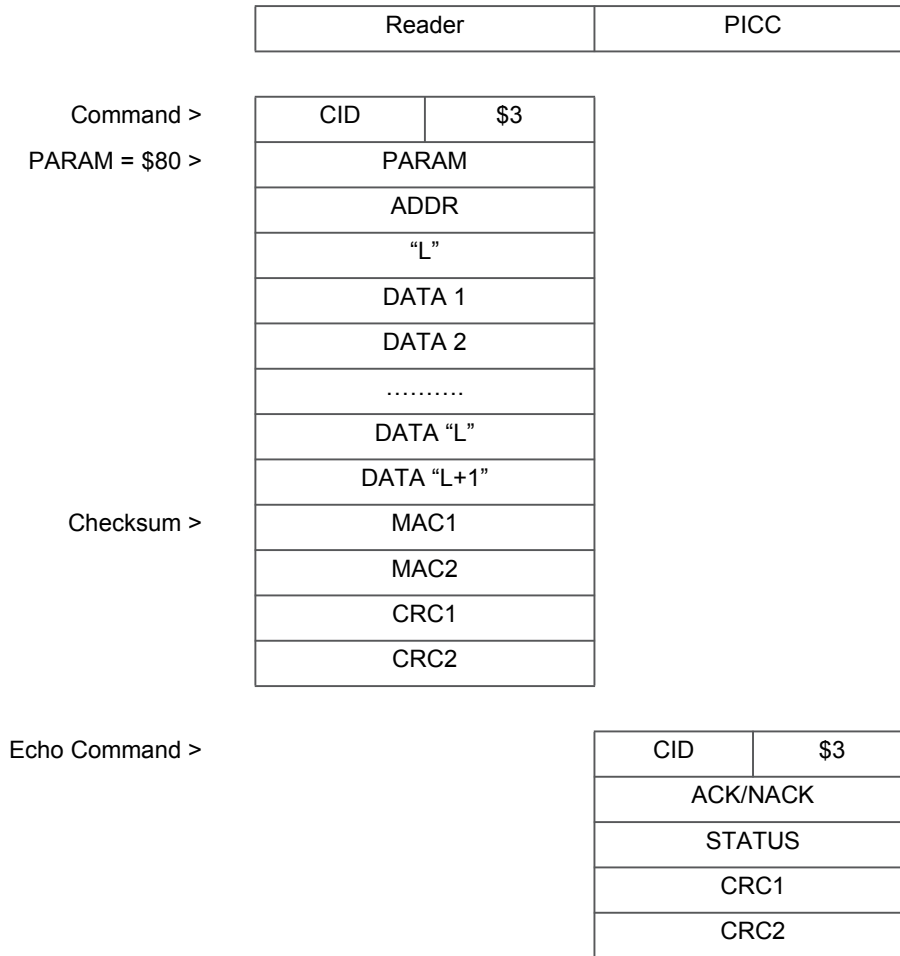 Reader PICC
Command > CID $3
PARAM = $80 > PARAM
ADDR
“L”
DATA 1
DATA 2
……….
DATA “L”
DATA “L+1”
Checksum > MAC1
MAC2
CRC1
CRC2
Echo Command > CID $3
ACK/NACK
STATUS
CRC1
CRC2